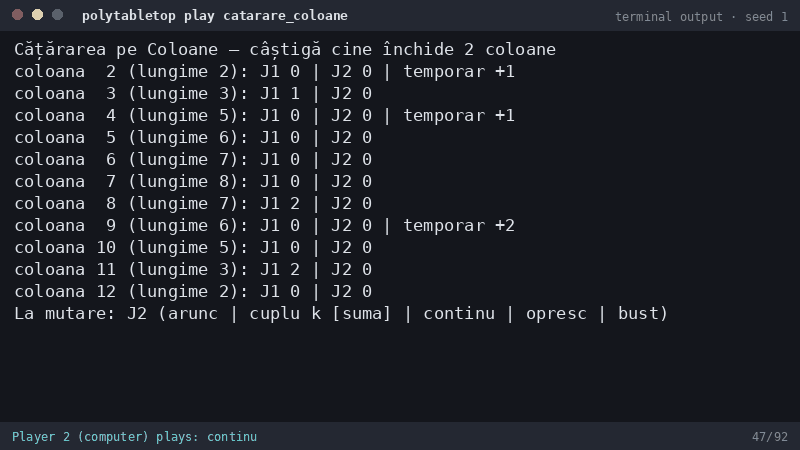 polytabletop play catarare_coloane
terminal output · seed 1
Cățărarea pe Coloane — câștigă cine închide 2 coloane
coloana  2 (lungime 2): J1 0 | J2 0 | temporar +1
coloana  3 (lungime 3): J1 1 | J2 0
coloana  4 (lungime 5): J1 0 | J2 0 | temporar +1
coloana  5 (lungime 6): J1 0 | J2 0
coloana  6 (lungime 7): J1 0 | J2 0
coloana  7 (lungime 8): J1 0 | J2 0
coloana  8 (lungime 7): J1 2 | J2 0
coloana  9 (lungime 6): J1 0 | J2 0 | temporar +2
coloana 10 (lungime 5): J1 0 | J2 0
coloana 11 (lungime 3): J1 2 | J2 0
coloana 12 (lungime 2): J1 0 | J2 0
La mutare: J2 (arunc | cuplu k [suma] | continu | opresc | bust)
Player 2 (computer) plays: continu
47/92